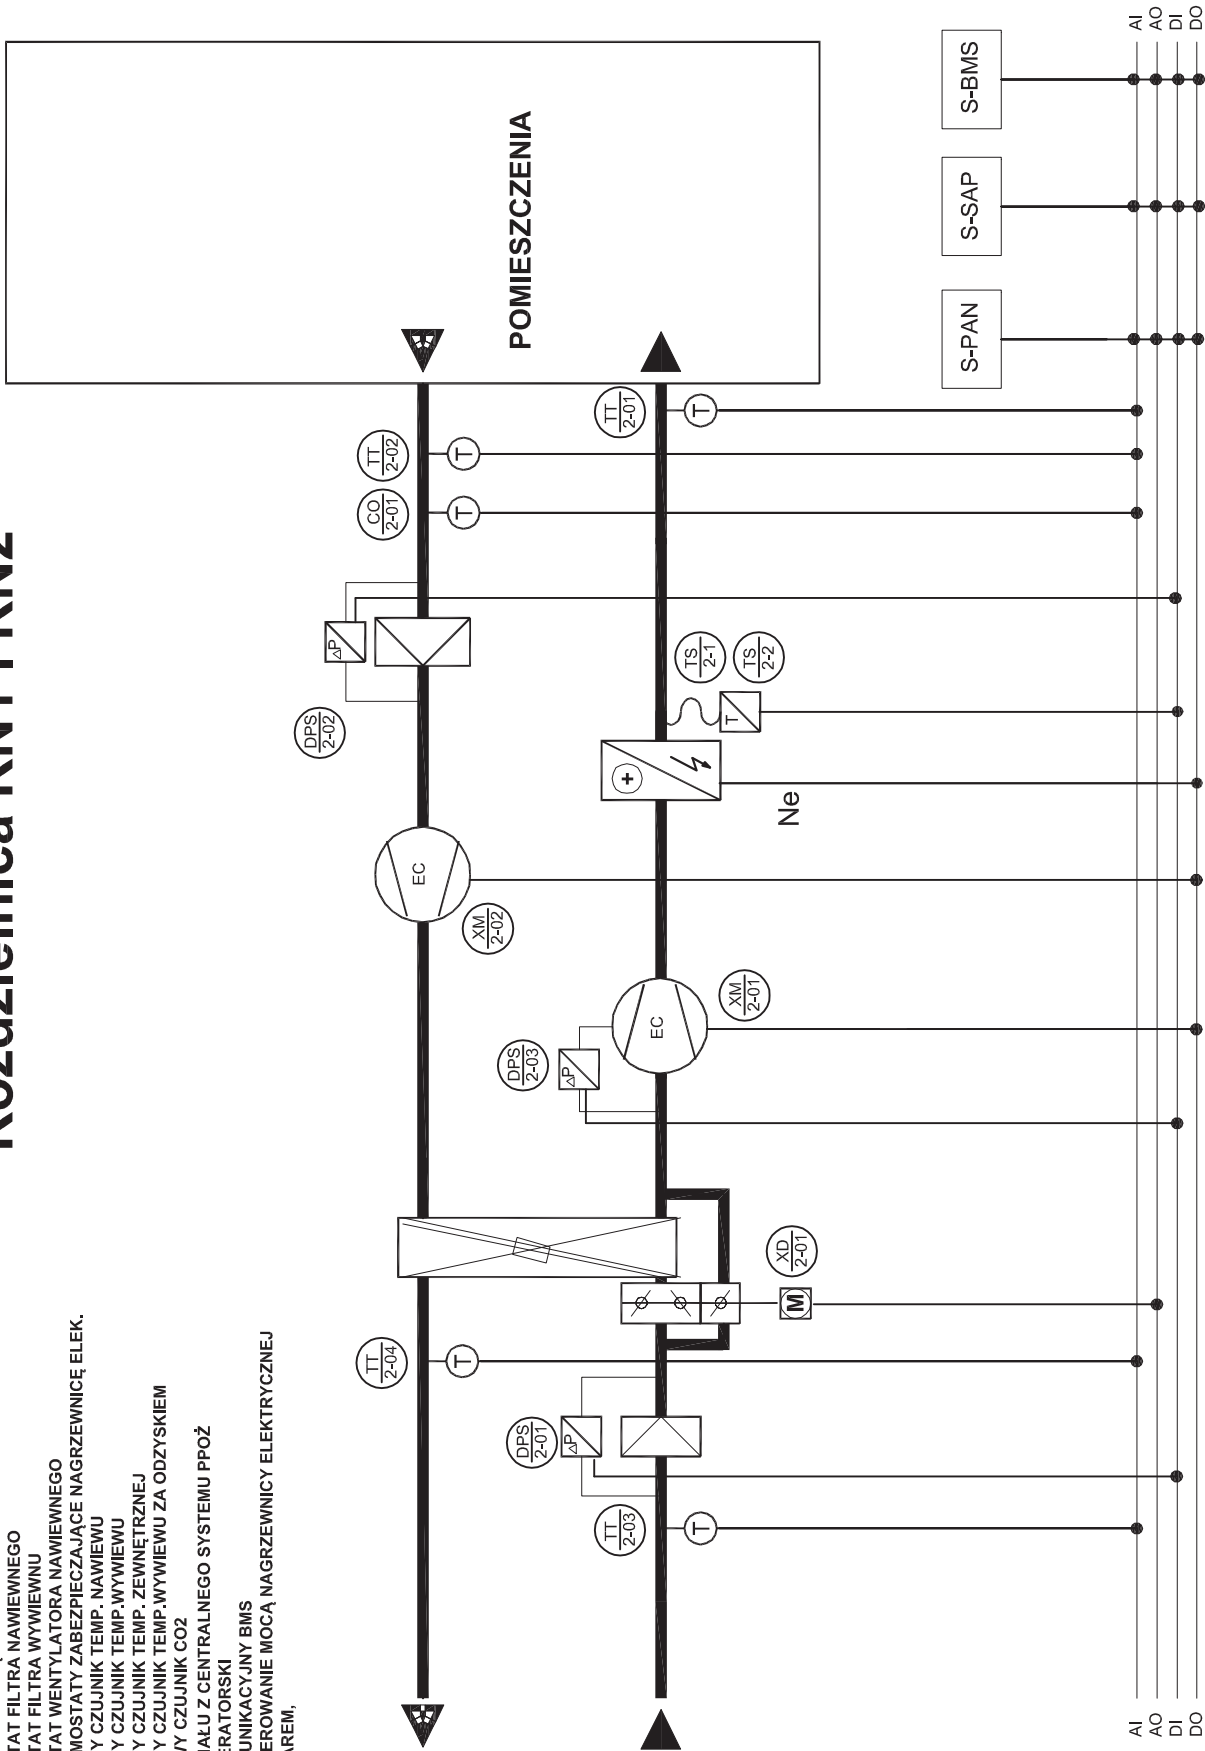 TAT FILTRA NAWIEWNEGO
TAT FILTRA WYWIEWNU
TAT WENTYLATORA NAWIEWNEGO
MOSTATY ZABEZPIECZAJĄCE NAGRZEWNICĘ ELEK.
Y CZUJNIK TEMP. NAWIEWU
Y CZUJNIK TEMP.WYWIEWU
Y CZUJNIK TEMP. ZEWNĘTRZNEJ
Y CZUJNIK TEMP.WYWIEWU ZA ODZYSKIEM
WY CZUJNIK CO2
NAŁU Z CENTRALNEGO SYSTEMU PPOŻ
ERATORSKI
UNIKACYJNY BMS
EROWANIE MOCĄ NAGRZEWNICY ELEKTRYCZNEJ
AREM,
Rozdzielnica RN1 i RN2
POMIESZCZENIA
TT
2-04
T
DPS
2-02
ΔP
XM
2-02
EC
CO
2-01
T
TT
2-02
T
TT
2-03
T
DPS
2-01
ΔP
XD
2-01
M
DPS
2-03
ΔP
EC
XM
2-01
Ne
+
TS
2-1
TS
2-2
T
TT
2-01
T
S-PAN
S-SAP
S-BMS
AI
AO
DI
DO
AI
AO
DI
DO